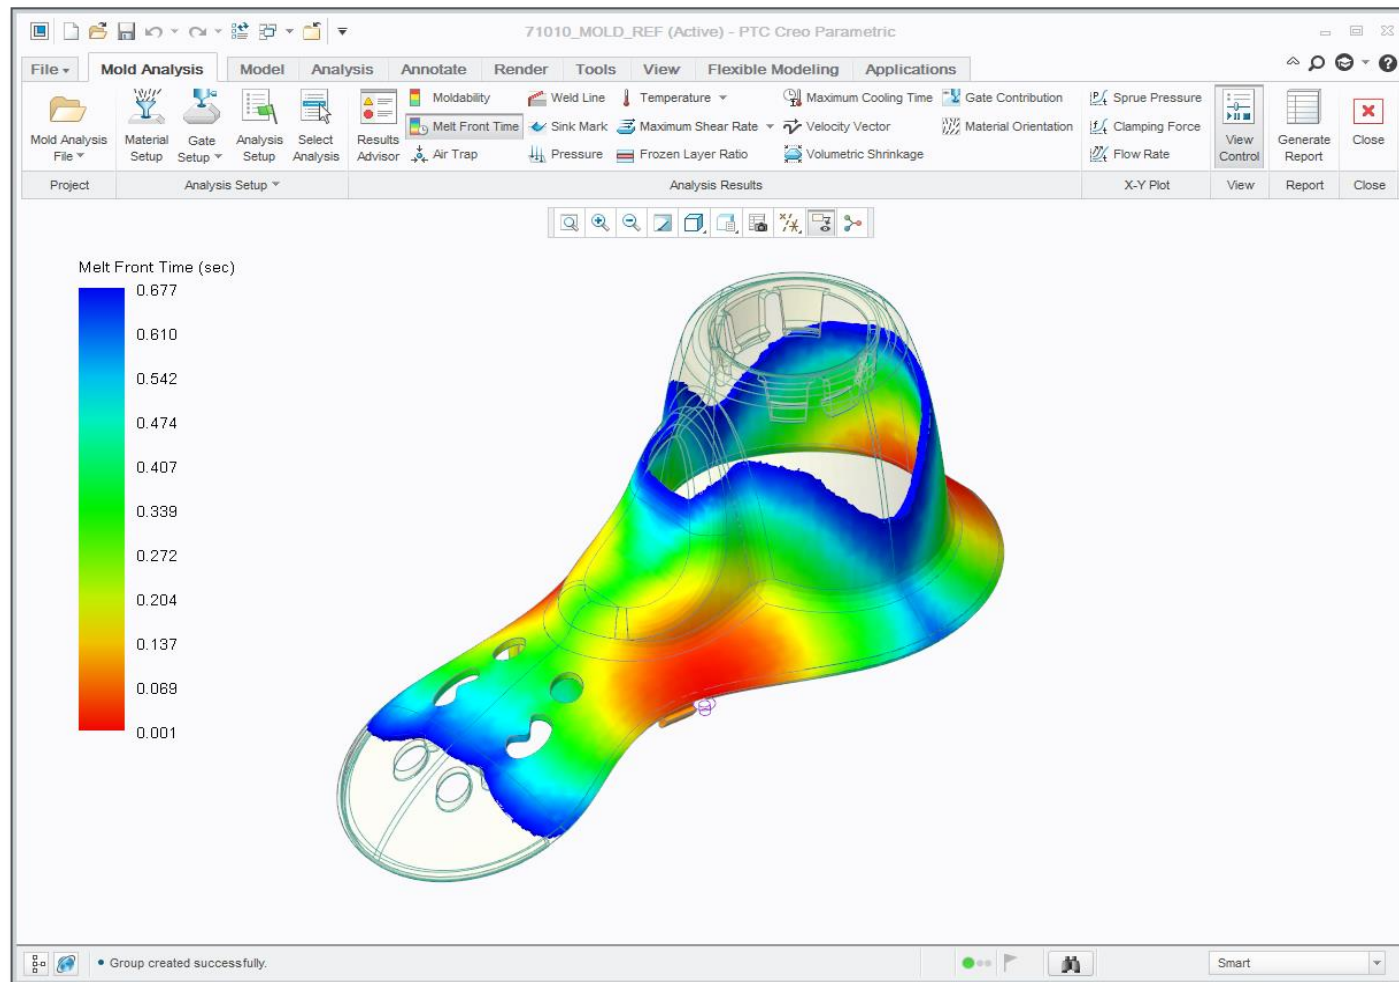 71010_MOLD_REF (Active) - PTC Creo Parametric
File Mold Analysis Model Analysis Annotate Render Tools View Flexible Modeling Applications
Mold Analysis
File
Material
Setup
Gate
Setup
Analysis
Setup
Select
Analysis
Results
Advisor
Moldability
Melt Front Time
Air Trap
Weld Line
Sink Mark
Pressure
Temperature
Maximum Shear Rate
Frozen Layer Ratio
Maximum Cooling Time
Velocity Vector
Volumetric Shrinkage
Gate Contribution
Material Orientation
Sprue Pressure
Clamping Force
Flow Rate
View
Control
Generate
Report
Close
Project Analysis Setup Analysis Results X-Y Plot View Report Close
Melt Front Time (sec)
0.677
0.610
0.542
0.474
0.407
0.339
0.272
0.204
0.137
0.069
0.001
• Group created successfully.
Smart